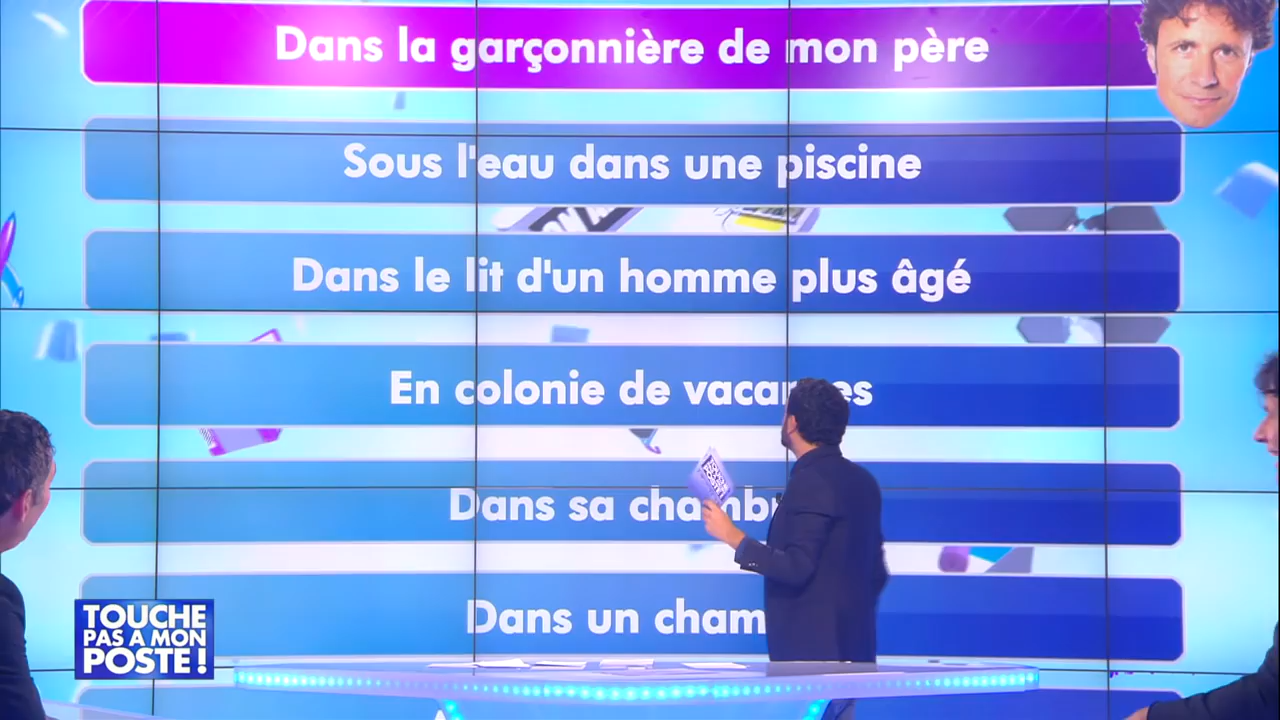 Dans la garçonnière de mon père
Sous l'eau dans une piscine
Dans le lit d'un homme plus âgé
En colonie de vacances
Dans sa
Dans un
TOUCHE
PAS A MON
POSTE !